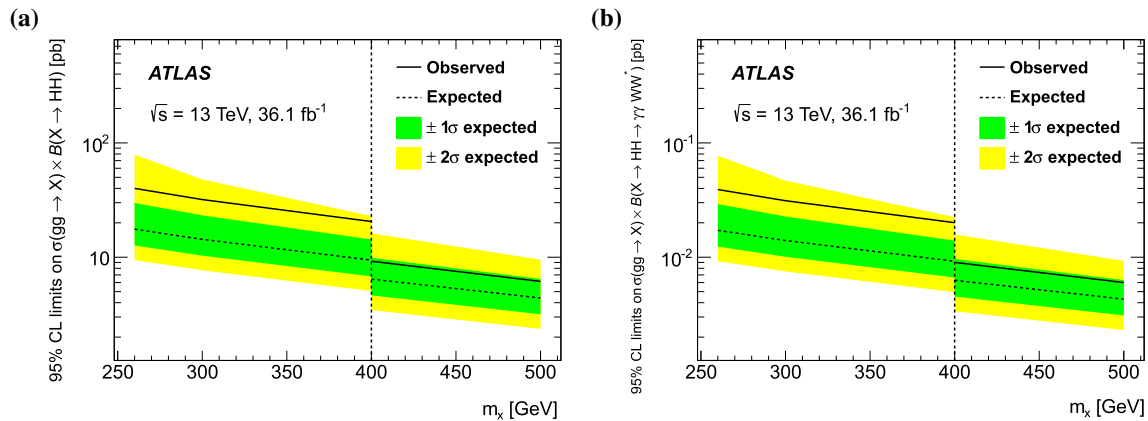 (a)
95% CL limits on σ(gg → X) × B(X → HH) [pb]
ATLAS
√s = 13 TeV, 36.1 fb⁻¹
Observed
Expected
± 1σ expected
± 2σ expected
10²
10
250 300 350 400 450 500
mₓ [GeV]
(b)
95% CL limits on σ(gg → X) × B(X → HH → γγ WW*) [pb]
ATLAS
√s = 13 TeV, 36.1 fb⁻¹
Observed
Expected
± 1σ expected
± 2σ expected
10⁻¹
10⁻²
250 300 350 400 450 500
mₓ [GeV]